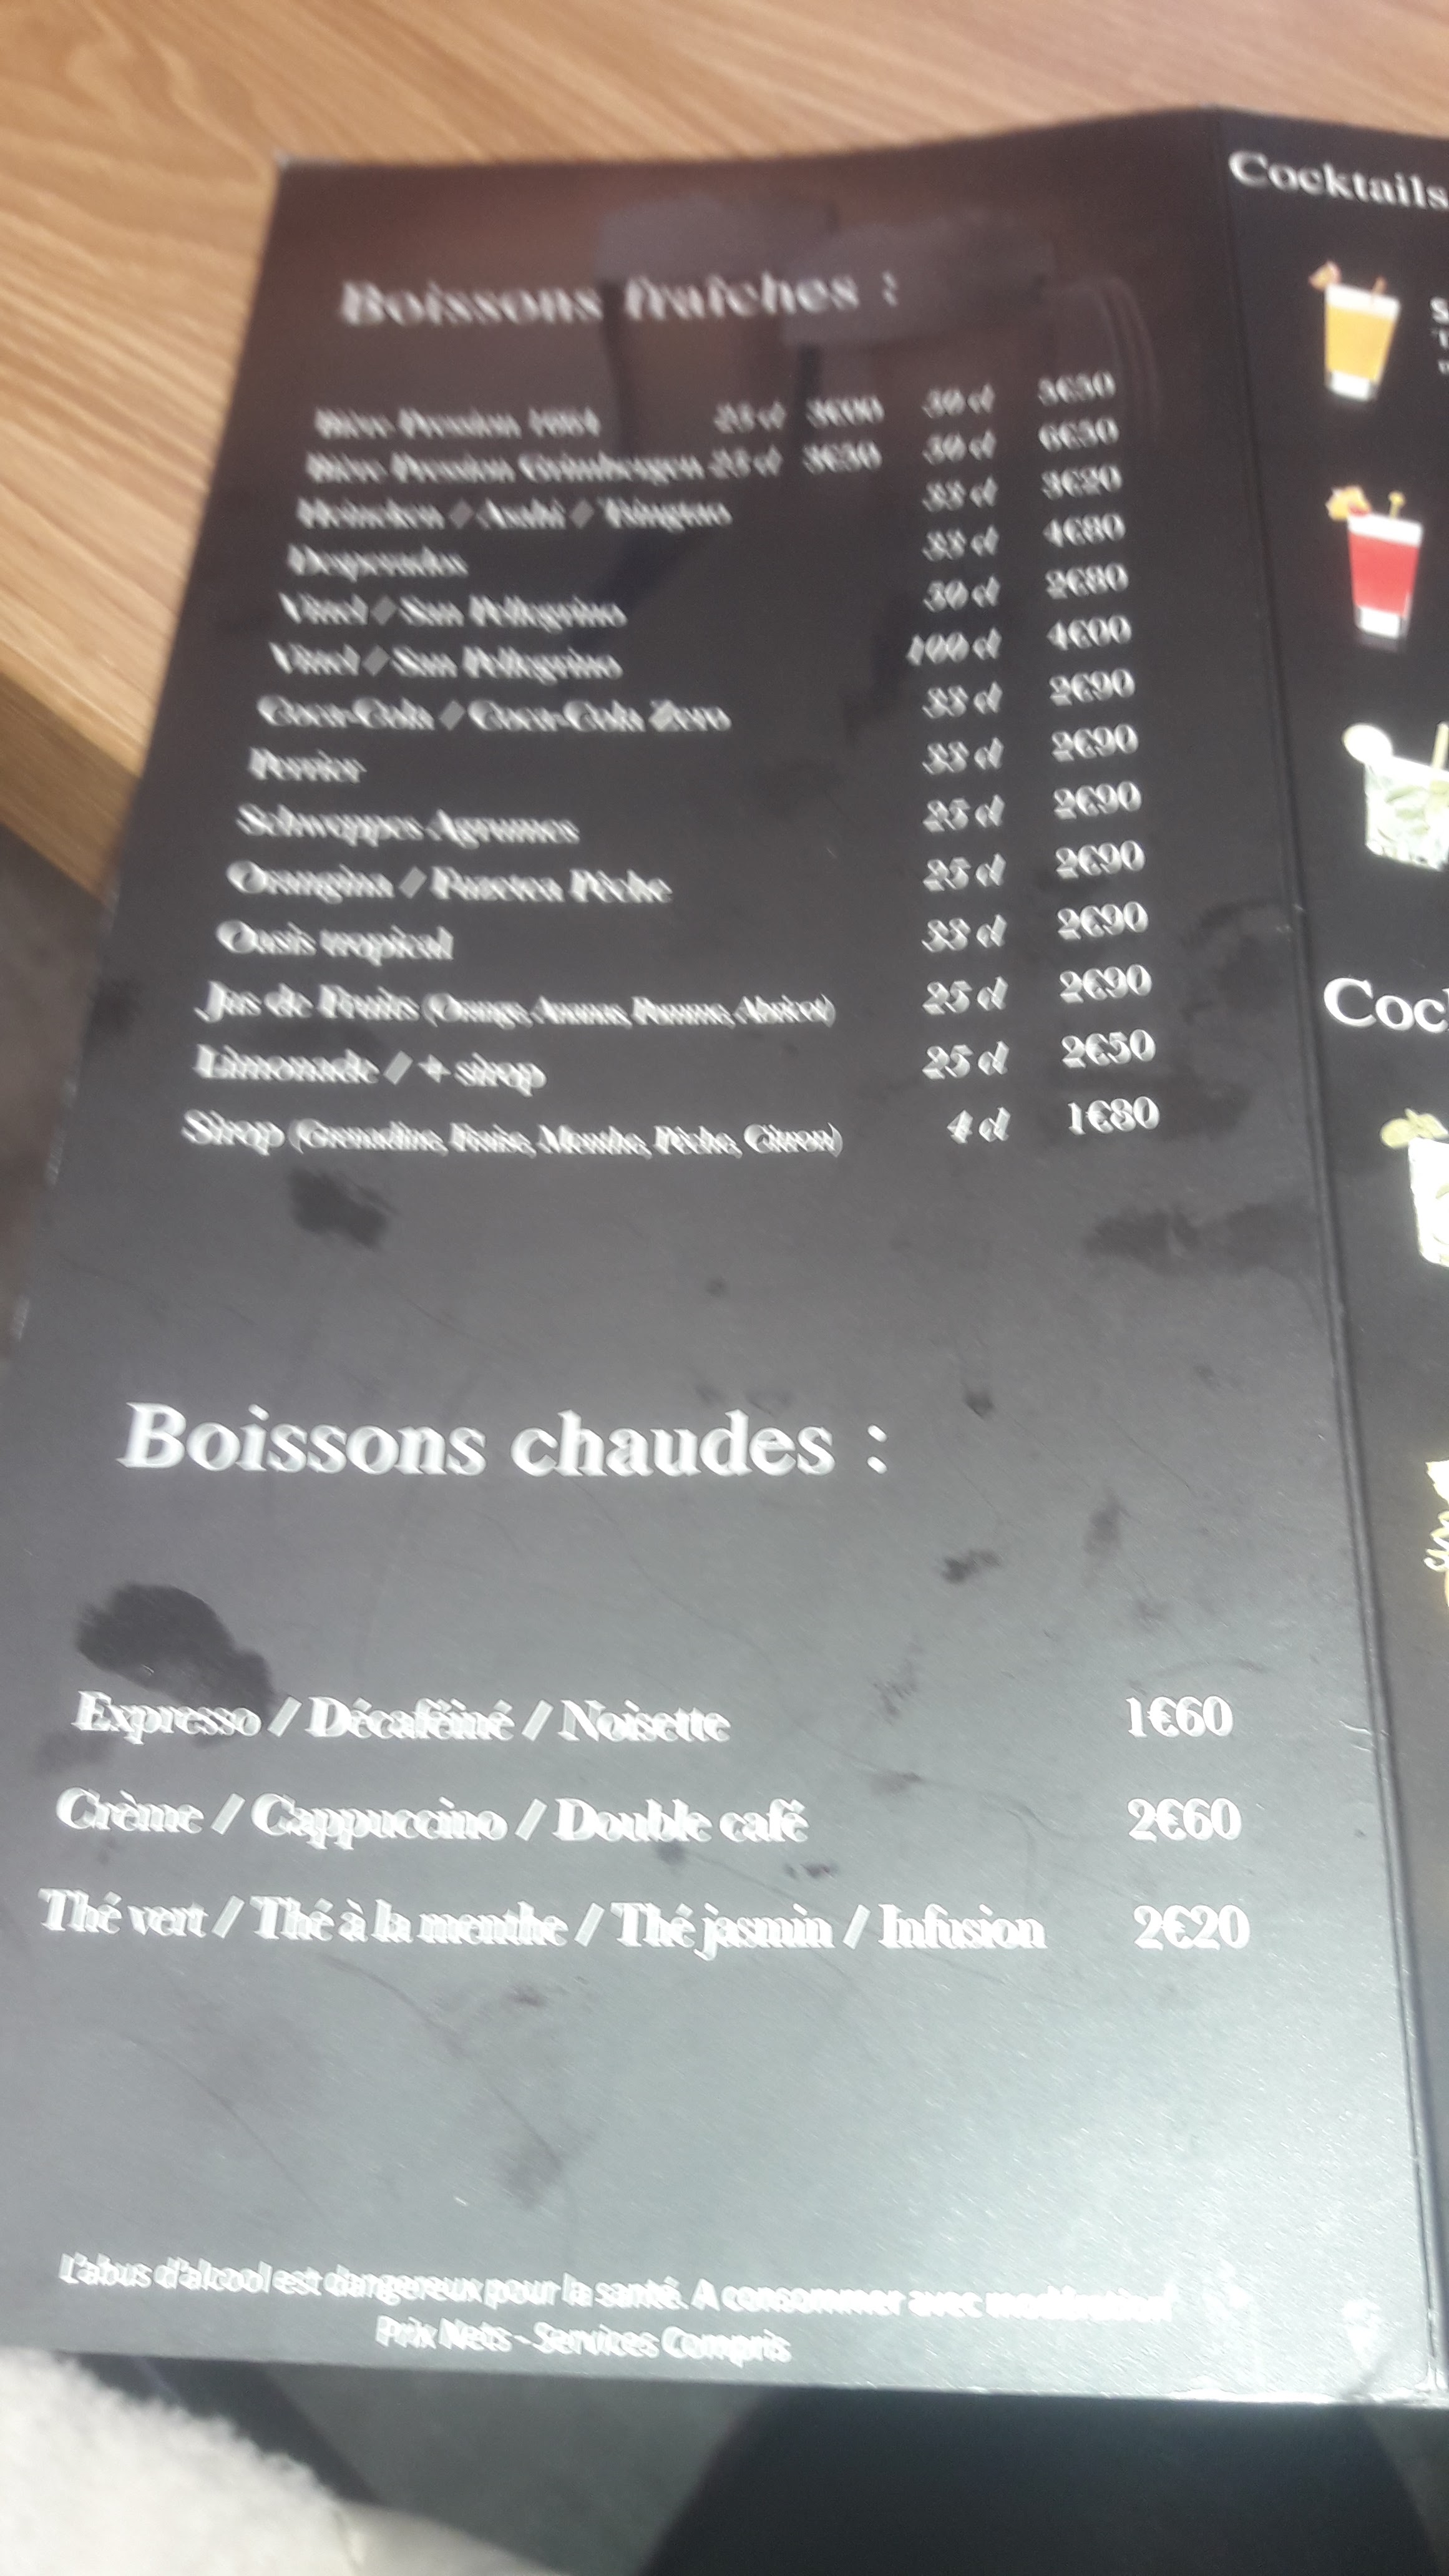 Boissons fraîches :
Bière Pression 1664 25 cl 3€00 50 cl 5€50
Bière Pression Grimbergen 25 cl 3€50 50 cl 6€50
Heineken / Asahi / Tsingtao 33 cl 3€20
Desperados 33 cl 4€80
Vittel / San Pellegrino 50 cl 2€80
Vittel / San Pellegrino 100 cl 4€00
Coca-Cola / Coca-Cola Zero 33 cl 2€90
Perrier 33 cl 2€90
Schweppes Agrumes 25 cl 2€90
Orangina / Fuzetea Pêche 25 cl 2€90
Oasis tropical 33 cl 2€90
Jus de Fruits (Orange, Ananas, Pomme, Abricot) 25 cl 2€90
Limonade / + sirop 25 cl 2€50
Sirop (Grenadine, Fraise, Menthe, Pêche, Citron) 4 cl 1€80
Boissons chaudes :
Expresso / Décaféiné / Noisette 1€60
Crème / Cappuccino / Double café 2€60
Thé vert / Thé à la menthe / Thé jasmin / Infusion 2€20
L'abus d'alcool est dangereux pour la santé. A consommer avec modération
Prix Nets - Services Compris
Cocktails